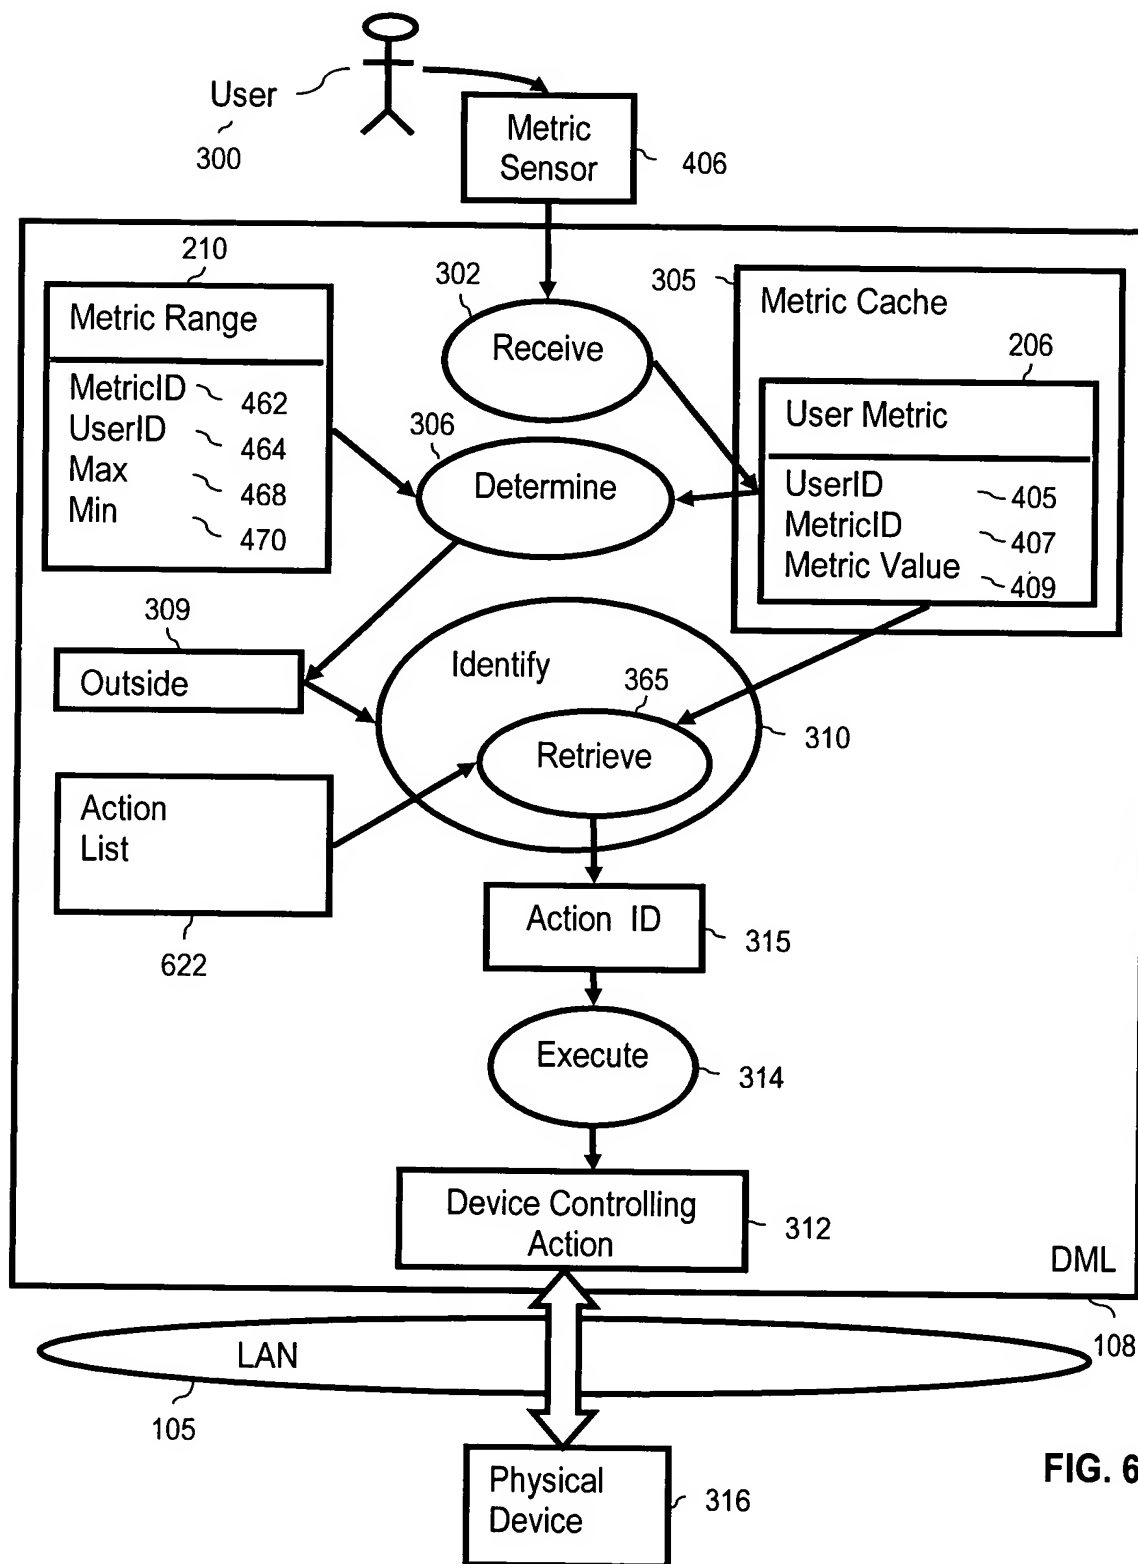 User
300
Metric
Sensor
406
210
302
305
Metric Range
Receive
Metric Cache
206
MetricID
462
UserID
464
Max
468
Min
470
306
Determine
User Metric
UserID
405
MetricID
407
Metric Value
409
309
Outside
Identify
365
Retrieve
310
Action
List
622
Action ID
315
Execute
314
Device Controlling
Action
312
DML
108
LAN
105
Physical
Device
316
FIG. 6